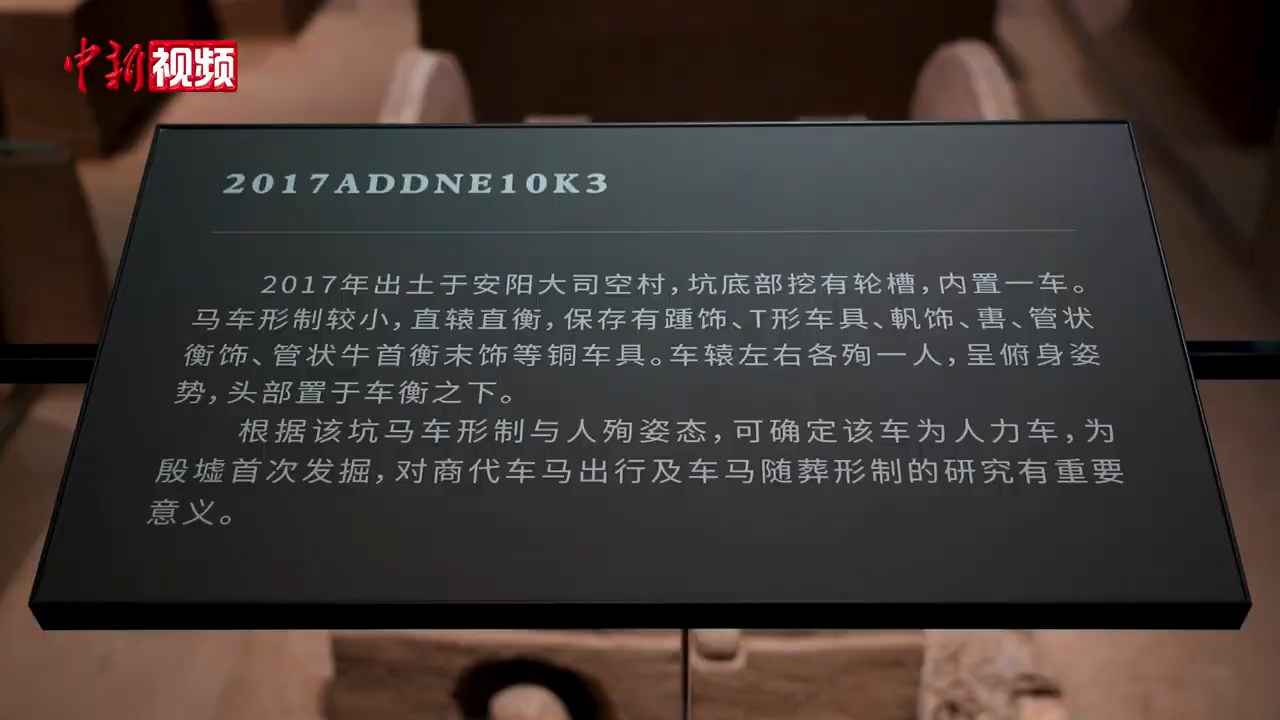 中新视频
2017ADDNE10K3
2017年出土于安阳大司空村，坑底部挖有轮槽，内置一车。
马车形制较小，直辕直衡，保存有踵饰、T形车具、軓饰、害、管状
衡饰、管状牛首衡末饰等铜车具。车辕左右各殉一人，呈俯身姿
势，头部置于车衡之下。
根据该坑马车形制与人殉姿态，可确定该车为人力车，为
殷墟首次发掘，对商代车马出行及车马随葬形制的研究有重要
意义。